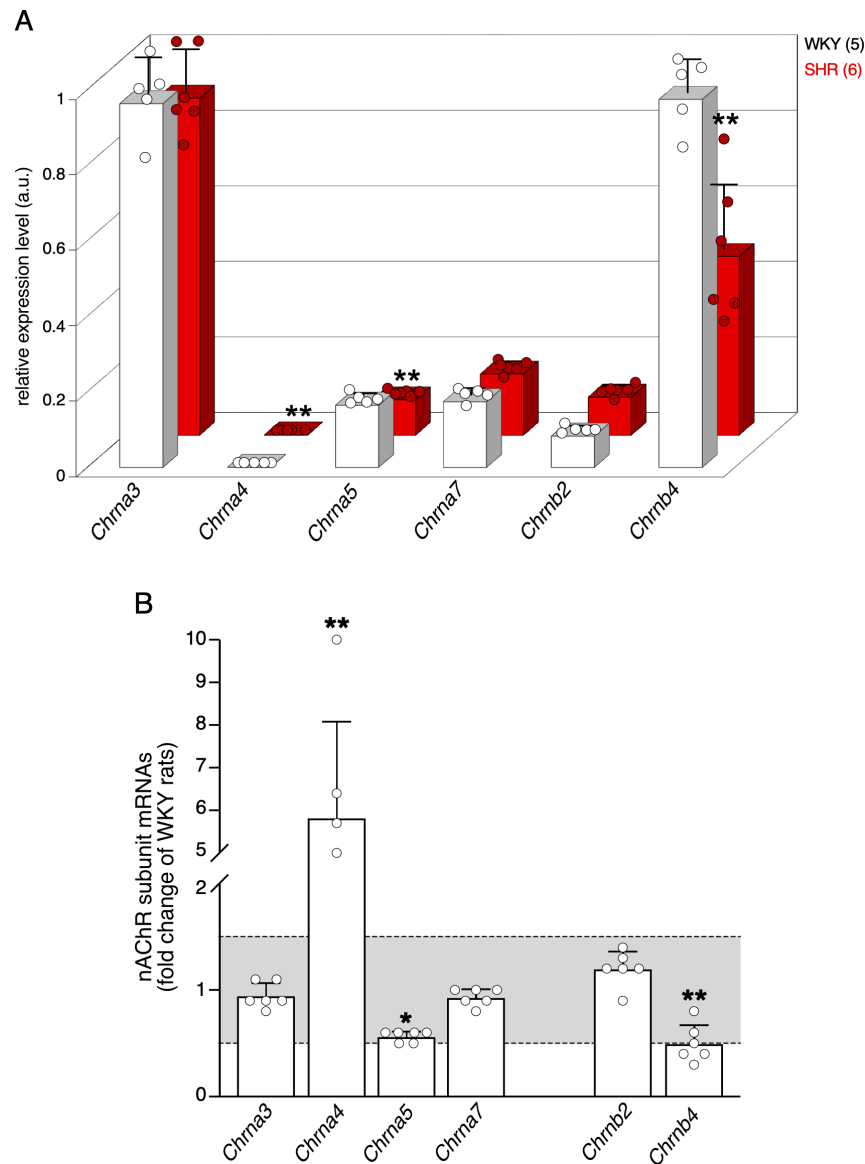 A
WKY (5)
SHR (6)
relative expression level (a.u.)
1
0.8
0.6
0.4
0.2
0
**
**
**
Chrna3
Chrna4
Chrna5
Chrna7
Chrnb2
Chrnb4
B
nAChR subunit mRNAs
(fold change of WKY rats)
10
9
8
7
6
5
2
1
0
**
*
**
Chrna3
Chrna4
Chrna5
Chrna7
Chrnb2
Chrnb4